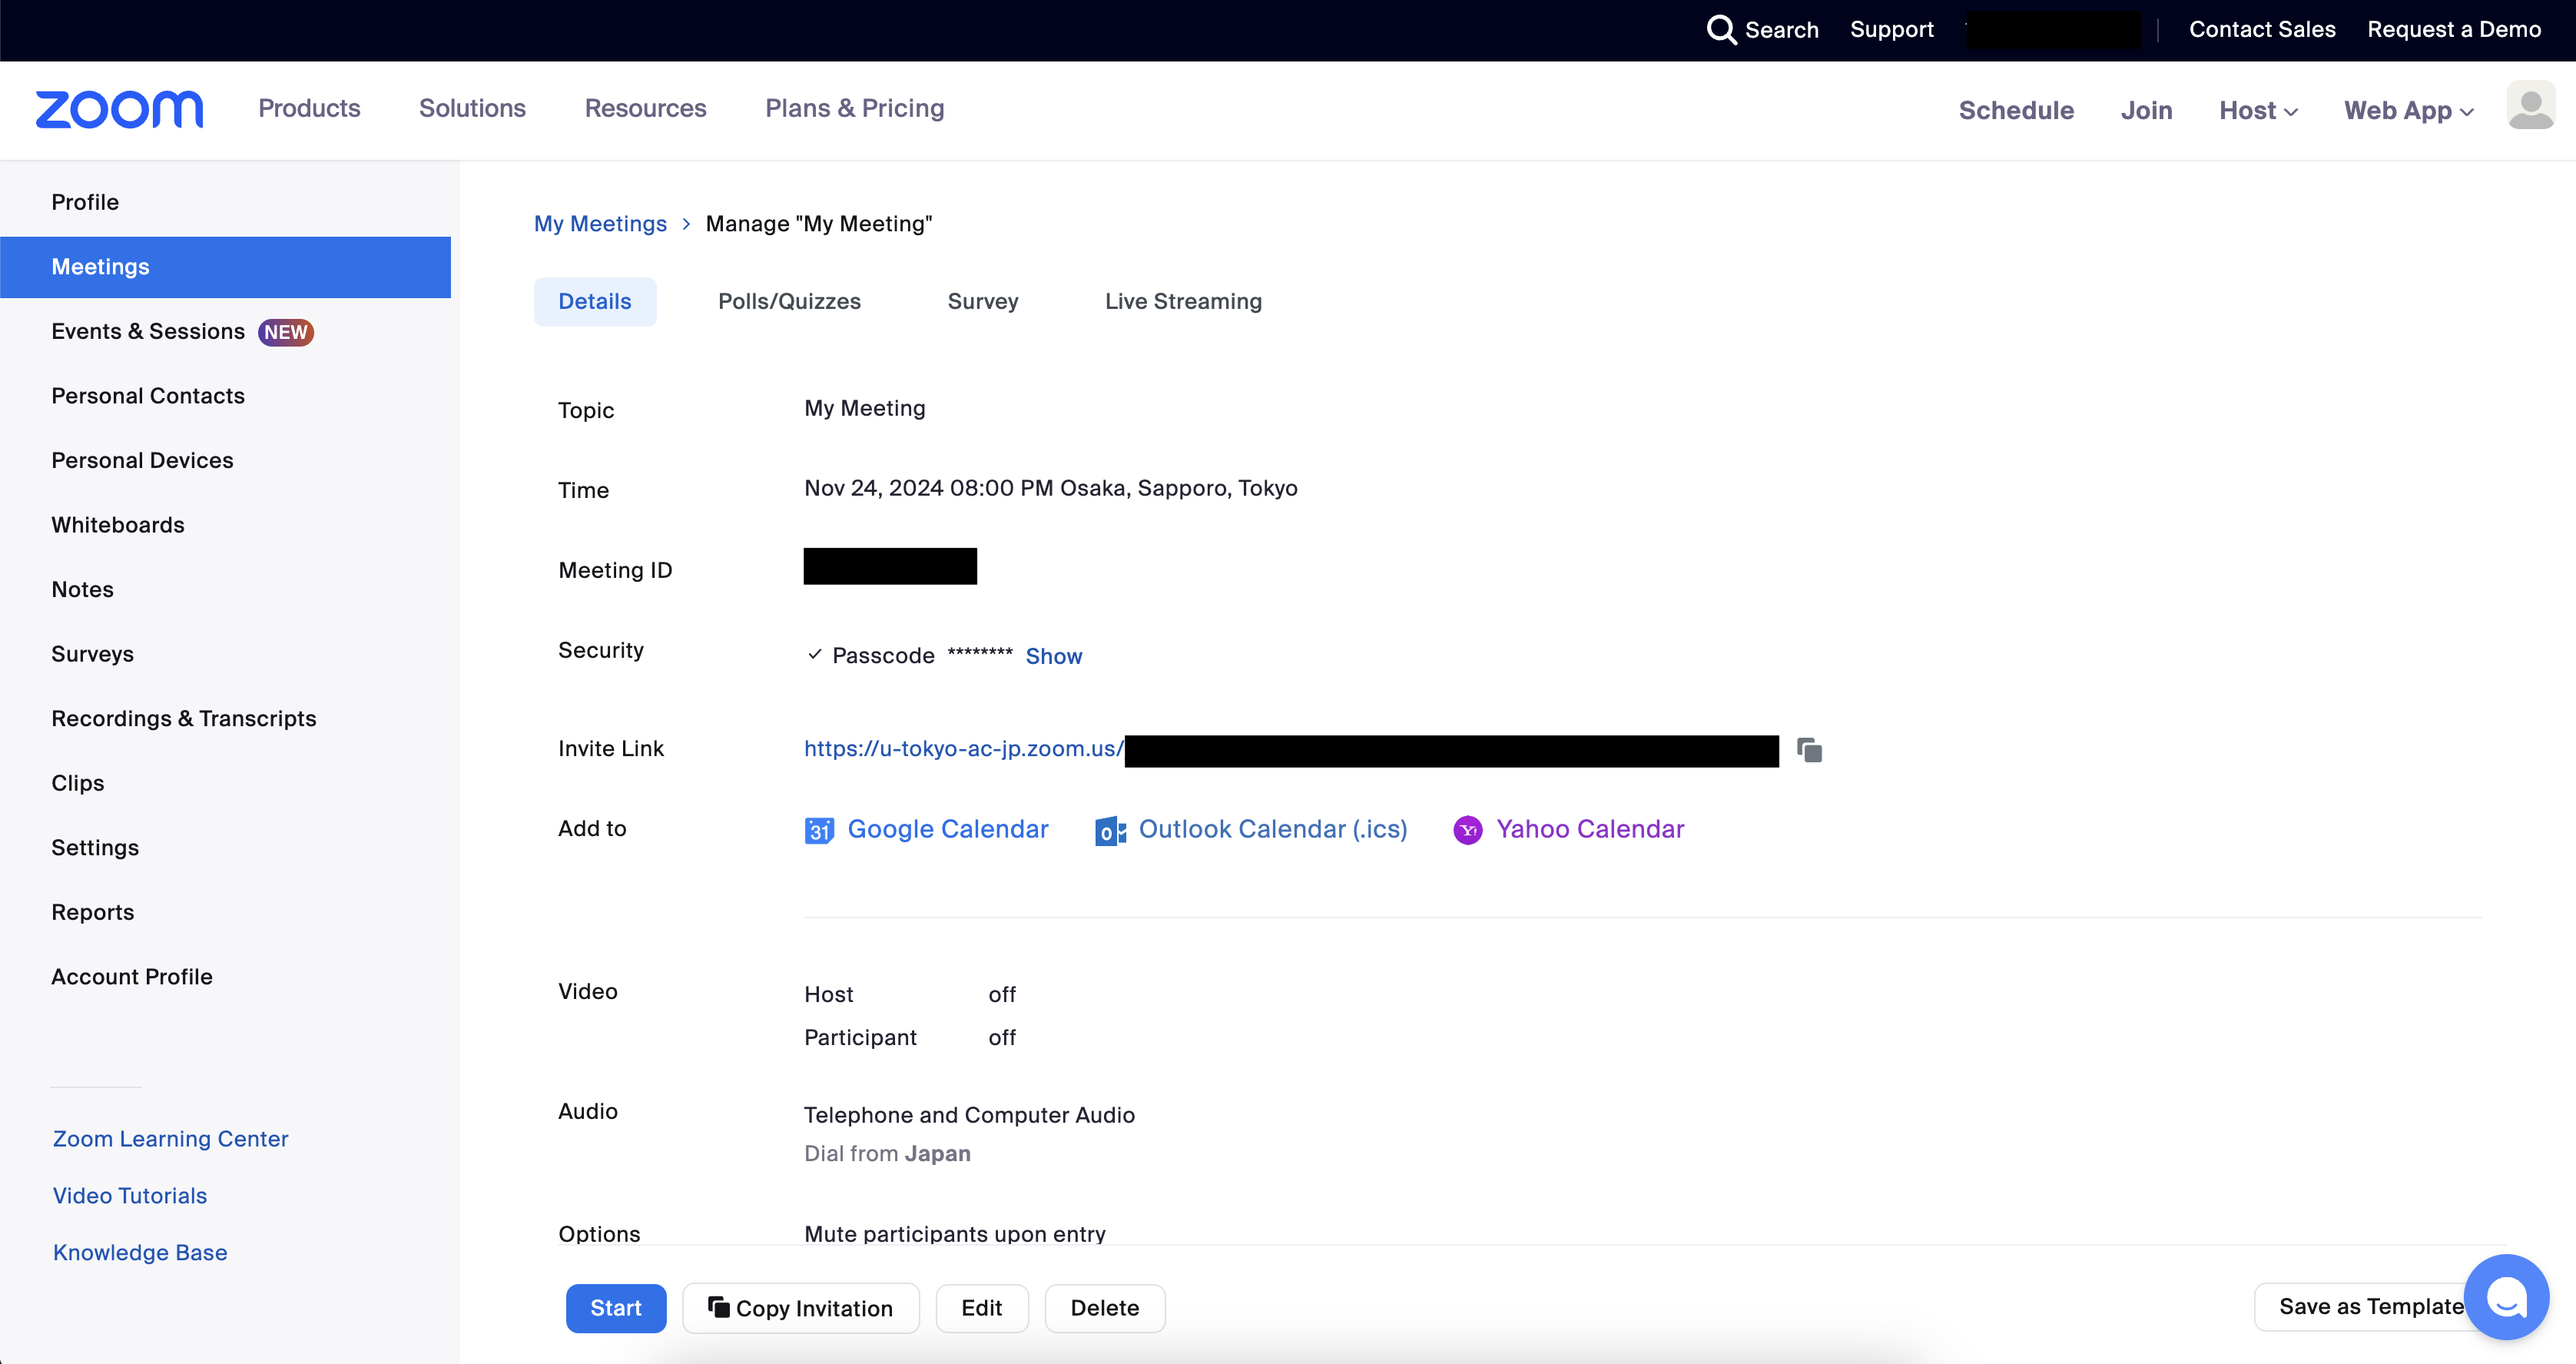 Search Support Contact Sales Request a Demo
zoom Products Solutions Resources Plans & Pricing Schedule Join Host Web App
Profile
Meetings
Events & Sessions NEW
Personal Contacts
Personal Devices
Whiteboards
Notes
Surveys
Recordings & Transcripts
Clips
Settings
Reports
Account Profile
Zoom Learning Center
Video Tutorials
Knowledge Base
My Meetings > Manage "My Meeting"
Details Polls/Quizzes Survey Live Streaming
Topic My Meeting
Time Nov 24, 2024 08:00 PM Osaka, Sapporo, Tokyo
Meeting ID
Security ✓ Passcode ******** Show
Invite Link https://u-tokyo-ac-jp.zoom.us/
Add to 31 Google Calendar Outlook Calendar (.ics) Y! Yahoo Calendar
Video Host off
Participant off
Audio Telephone and Computer Audio
Dial from Japan
Options Mute participants upon entry
Start Copy Invitation Edit Delete Save as Template